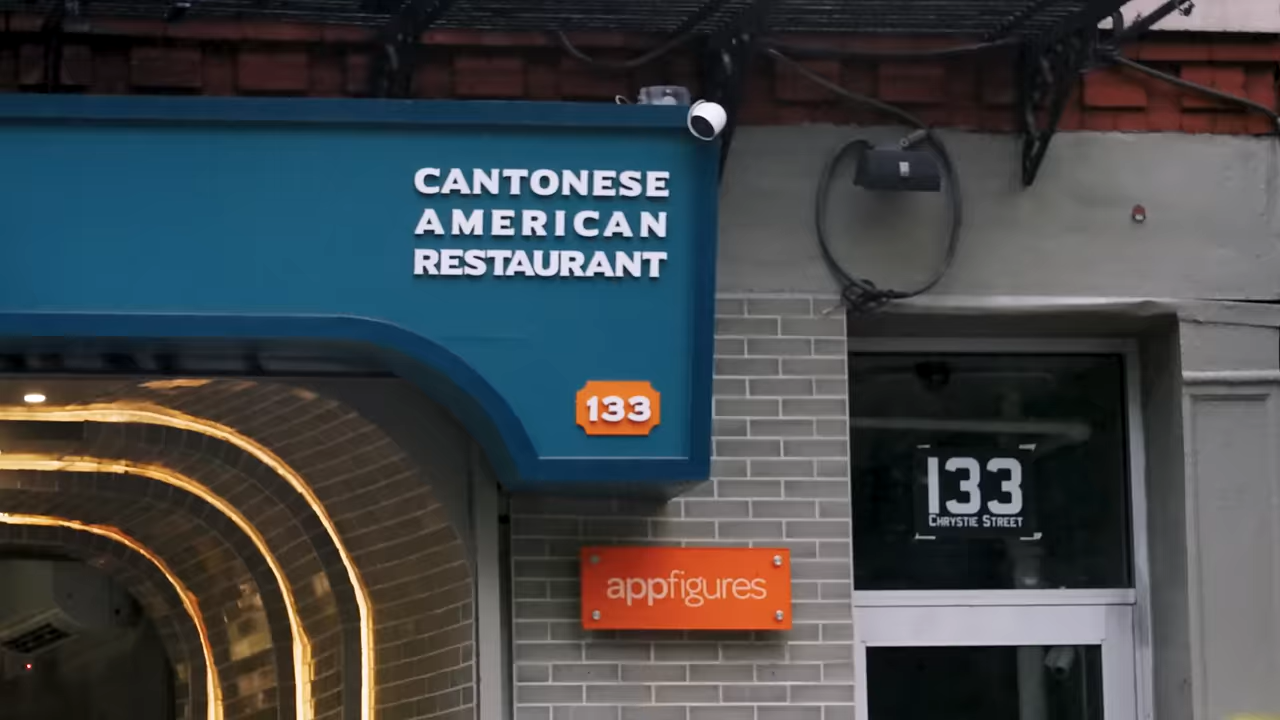 CANTONESE
AMERICAN
RESTAURANT
133
133
CHRYSTIE STREET
appfigures